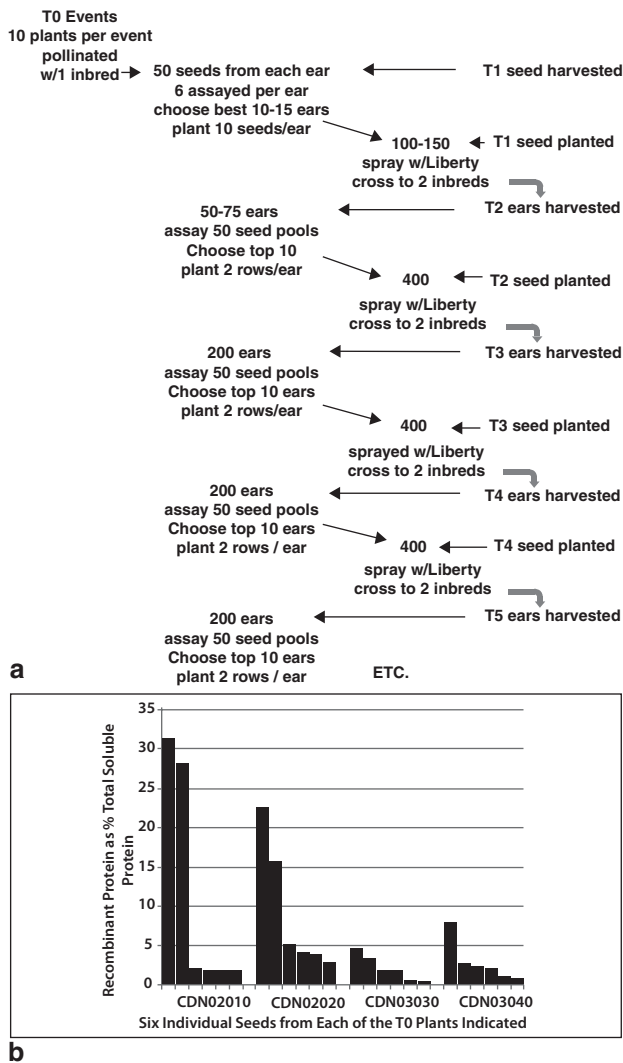 T0 Events
10 plants per event
pollinated
w/1 inbred
50 seeds from each ear
6 assayed per ear
choose best 10-15 ears
plant 10 seeds/ear
T1 seed harvested
100-150
spray w/Liberty
cross to 2 inbreds
T1 seed planted
T2 ears harvested
50-75 ears
assay 50 seed pools
Choose top 10
plant 2 rows/ear
400
spray w/Liberty
cross to 2 inbreds
T2 seed planted
T3 ears harvested
200 ears
assay 50 seed pools
Choose top 10 ears
plant 2 rows/ear
400
sprayed w/Liberty
cross to 2 inbreds
T3 seed planted
T4 ears harvested
200 ears
assay 50 seed pools
Choose top 10 ears
plant 2 rows / ear
400
spray w/Liberty
cross to 2 inbreds
T4 seed planted
T5 ears harvested
200 ears
assay 50 seed pools
Choose top 10 ears
plant 2 rows / ear
ETC.
a
Recombinant Protein as % Total Soluble
Protein
35
30
25
20
15
10
5
0
CDN02010 CDN02020 CDN03030 CDN03040
Six Individual Seeds from Each of the T0 Plants Indicated
b